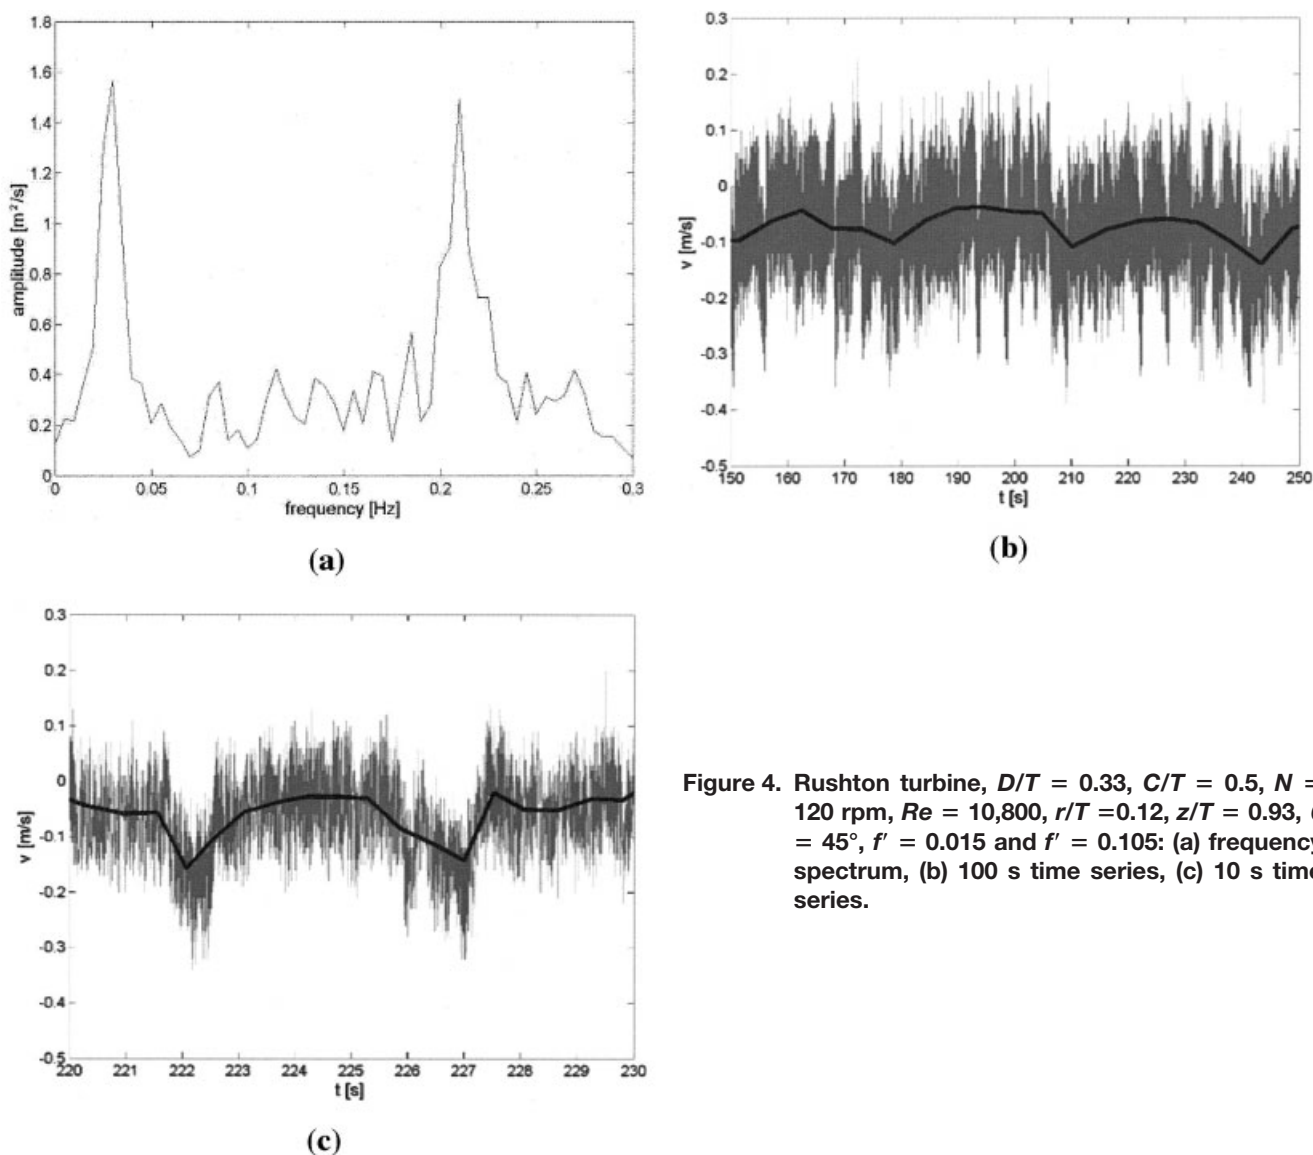 1.8
1.6
1.4
1.2
1
0.8
0.6
0.4
0.2
0
amplitude [m²/s]
0 0.05 0.1 0.15 0.2 0.25 0.3
frequency [Hz]
(a)
0.3
0.2
0.1
0
-0.1
-0.2
-0.3
-0.4
-0.5
v [m/s]
150 160 170 180 190 200 210 220 230 240 250
t [s]
(b)
0.3
0.2
0.1
0
-0.1
-0.2
-0.3
-0.4
-0.5
v [m/s]
220 221 222 223 224 225 226 227 228 229 230
t [s]
(c)
Figure 4. Rushton turbine, D/T = 0.33, C/T = 0.5, N =
120 rpm, Re = 10,800, r/T =0.12, z/T = 0.93,
= 45°, f′ = 0.015 and f′ = 0.105: (a) frequency
spectrum, (b) 100 s time series, (c) 10 s time
series.